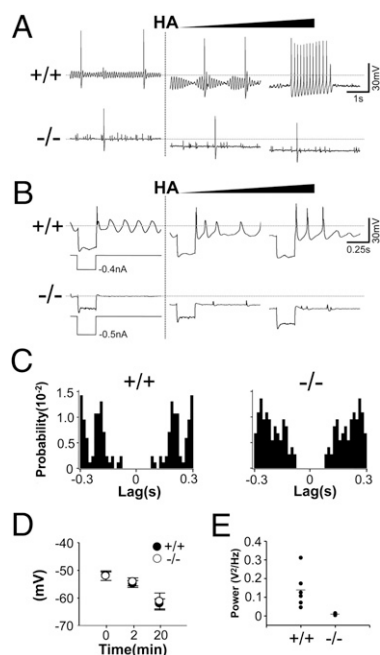 A
HA
+/+
30mV
1s
-/-
B
HA
+/+
30mV
0.25s
-0.4nA
-/-
-0.5nA
C
+/+
-/-
Probability(10⁻²)
1.5
1.0
0.5
0
-0.3 0 0.3
-0.3 0 0.3
Lag(s)
Lag(s)
D
+/+
-/-
(mV)
-40
-50
-60
-70
0 2 20
Time(min)
E
Power (V²/Hz)
0.4
0.3
0.2
0.1
0
+/+ -/-